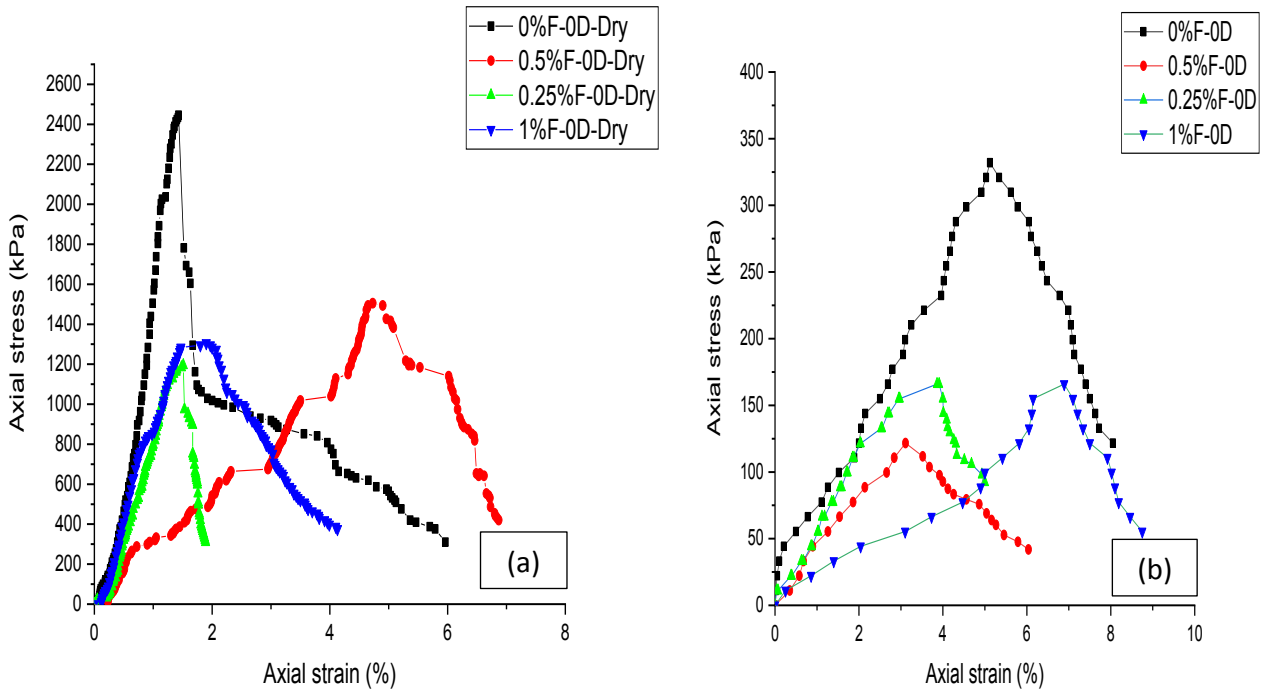 0%F-0D-Dry
0.5%F-0D-Dry
0.25%F-0D-Dry
1%F-0D-Dry
2600
2400
2200
2000
1800
1600
1400
1200
1000
800
600
400
200
0
Axial stress (kPa)
0 2 4 6 8
Axial strain (%)
(a)
0%F-0D
0.5%F-0D
0.25%F-0D
1%F-0D
400
350
300
250
200
150
100
50
0
Axial stress (kPa)
0 2 4 6 8 10
Axial strain (%)
(b)